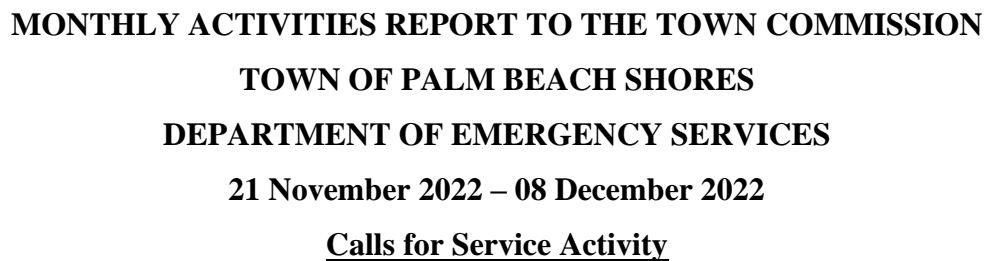 MONTHLY ACTIVITIES REPORT TO THE TOWN COMMISSION
TOWN OF PALM BEACH SHORES
DEPARTMENT OF EMERGENCY SERVICES
21 November 2022 – 08 December 2022
Calls for Service Activity